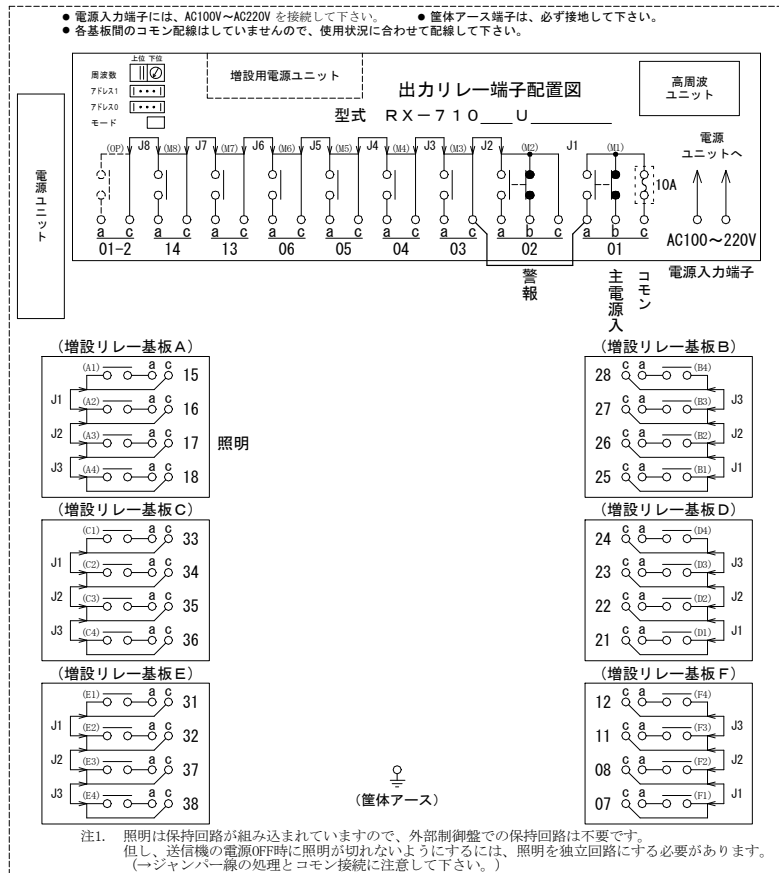 ● 電源入力端子には、AC100V～AC220V を接続して下さい。 ● 筐体アース端子は、必ず接地して下さい。
● 各基板間のコモン配線はしていませんので、使用状況に合わせて配線して下さい。
上位 下位
周波数
アドレス1
アドレス0
モード
増設用電源ユニット
出力リレー端子配置図
型式 RX－710___U________
高周波
ユニット
電源ユニット
電源
ユニットへ
(OP) J8 (M8) J7 (M7) J6 (M6) J5 (M5) J4 (M4) J3 (M3) J2 (M2) J1 (M1)
10A
a c a c a c a c a c a c a c a b c a b c
01-2 14 13 06 05 04 03 02 01 AC100～220V
警報
主電源入
コモン
電源入力端子
(増設リレー基板A)
(A1) a c 15
J1
(A2) a c 16
J2
(A3) a c 17 照明
J3
(A4) a c 18
(増設リレー基板B)
28 c a (B4)
J3
27 c a (B3)
J2
26 c a (B2)
J1
25 c a (B1)
(増設リレー基板C)
(C1) a c 33
J1
(C2) a c 34
J2
(C3) a c 35
J3
(C4) a c 36
(増設リレー基板D)
24 c a (D4)
J3
23 c a (D3)
J2
22 c a (D2)
J1
21 c a (D1)
(増設リレー基板E)
(E1) a c 31
J1
(E2) a c 32
J2
(E3) a c 37
J3
(E4) a c 38
(増設リレー基板F)
12 c a (F4)
J3
11 c a (F3)
J2
08 c a (F2)
J1
07 c a (F1)
(筐体アース)
注1. 照明は保持回路が組み込まれていますので、外部制御盤での保持回路は不要です。
但し、送信機の電源OFF時に照明が切れないようにするには、照明を独立回路にする必要があります。
(→ジャンパー線の処理とコモン接続に注意して下さい。)